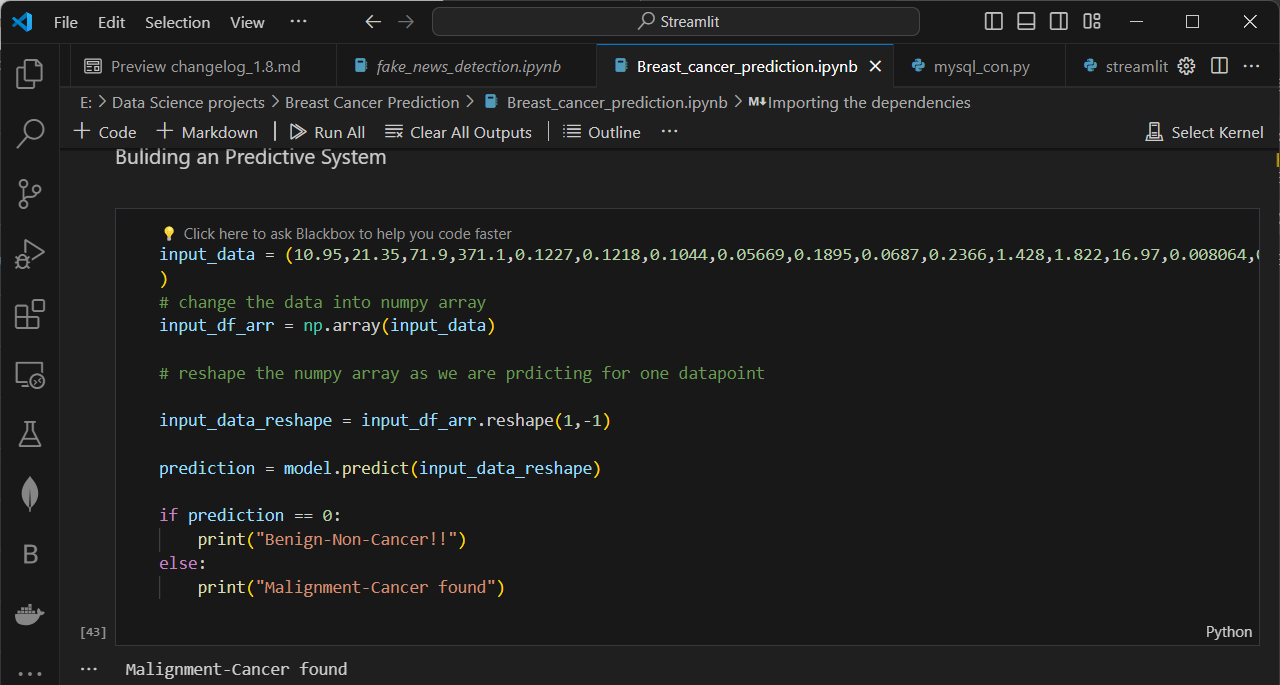 File Edit Selection View ··· Streamlit
Preview changelog_1.8.md fake_news_detection.ipynb Breast_cancer_prediction.ipynb mysql_con.py streamlit ···
E: > Data Science projects > Breast Cancer Prediction > Breast_cancer_prediction.ipynb > M↓Importing the dependencies
+ Code + Markdown | Run All Clear All Outputs | Outline ··· Select Kernel
Buliding an Predictive System
Click here to ask Blackbox to help you code faster
input_data = (10.95,21.35,71.9,371.1,0.1227,0.1218,0.1044,0.05669,0.1895,0.0687,0.2366,1.428,1.822,16.97,0.008064,
)
# change the data into numpy array
input_df_arr = np.array(input_data)
# reshape the numpy array as we are prdicting for one datapoint
input_data_reshape = input_df_arr.reshape(1,-1)
prediction = model.predict(input_data_reshape)
if prediction == 0:
print("Benign-Non-Cancer!!")
else:
print("Malignment-Cancer found")
[43] Python
··· Malignment-Cancer found
B
···